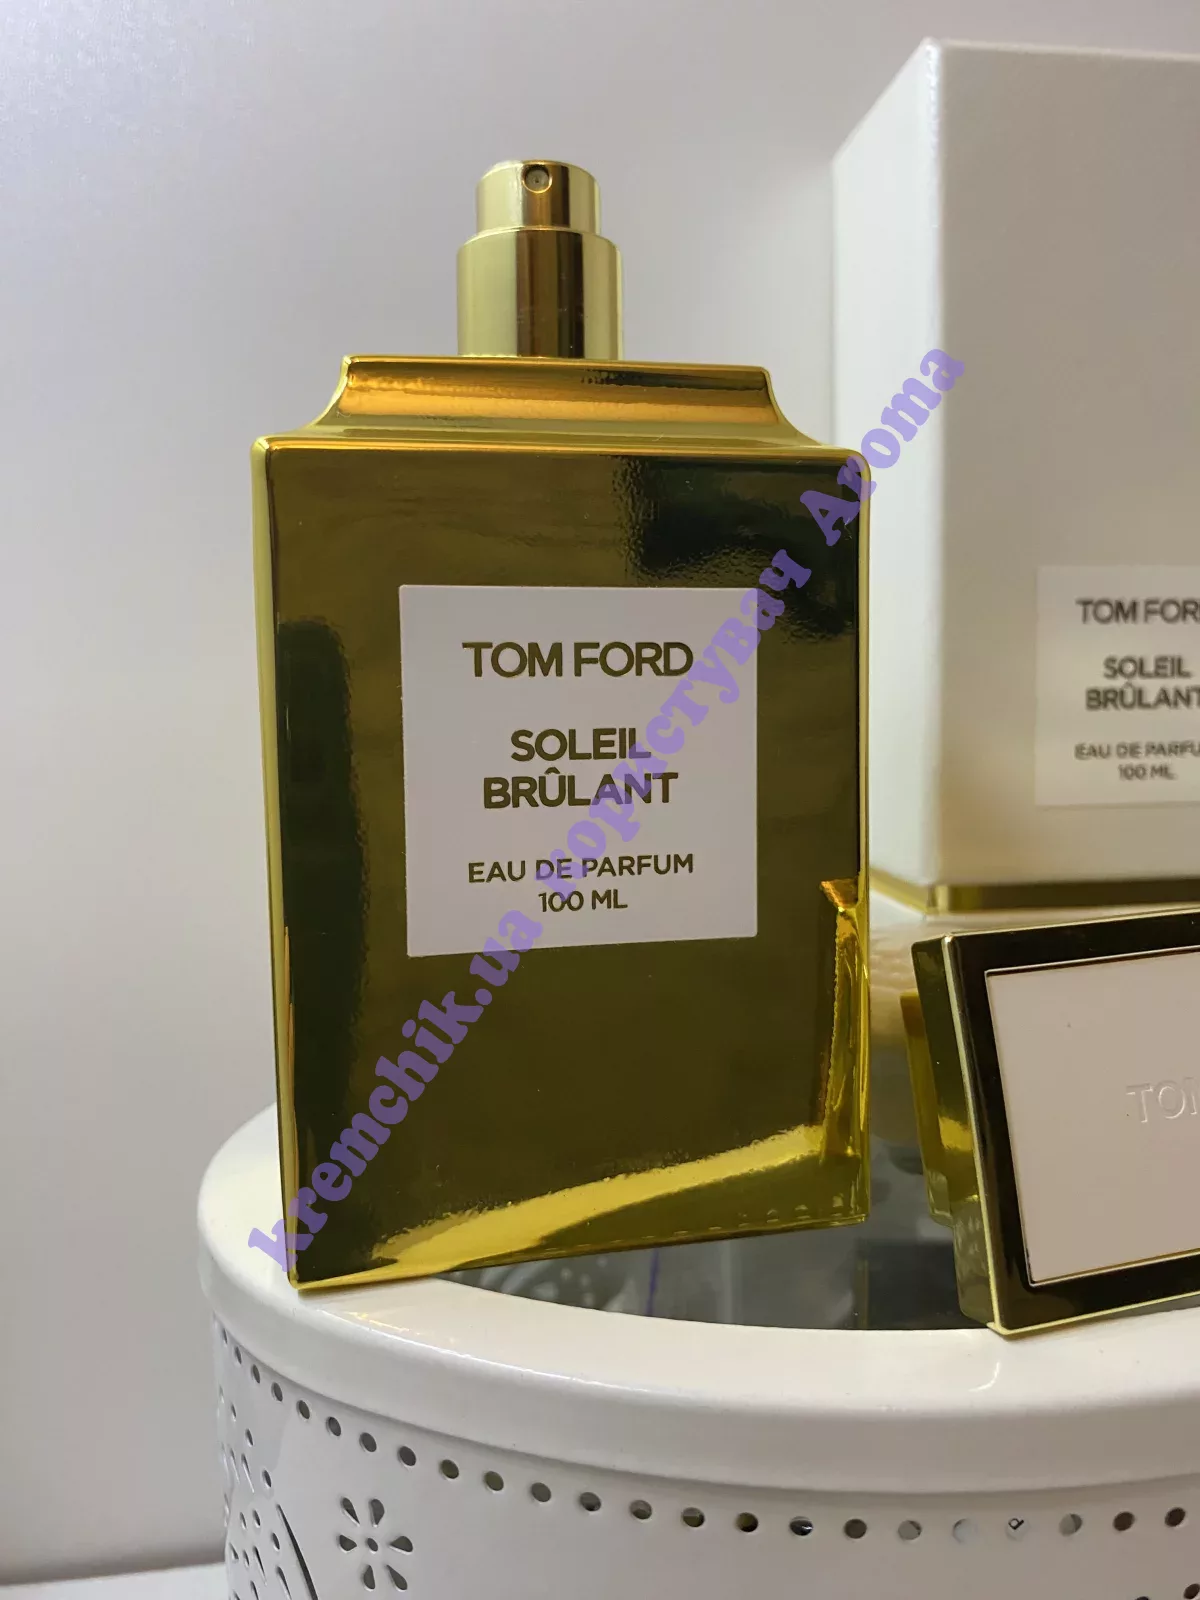 TOM FORD
SOLEIL
BRÛLANT
EAU DE PARFUM
100 ML
TOM FOR
SOLEIL
BRÛLANT
EAU DE PARFU
100 ML
TO
kremchik.ua користувач Aroma